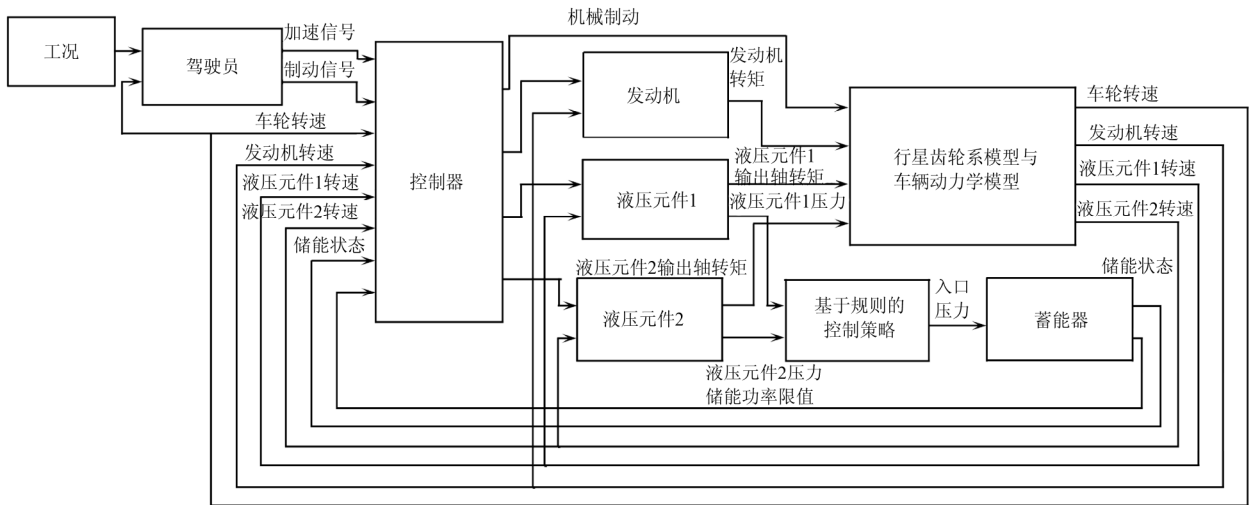 机械制动
工况
驾驶员
加速信号
制动信号
车轮转速
发动机转速
液压元件1转速
液压元件2转速
储能状态
控制器
发动机
发动机
转矩
液压元件1
液压元件1
输出轴转矩
液压元件1压力
液压元件2输出轴转矩
液压元件2
液压元件2压力
储能功率限值
基于规则的
控制策略
入口
压力
蓄能器
行星齿轮系模型与
车辆动力学模型
车轮转速
发动机转速
液压元件1转速
液压元件2转速
储能状态